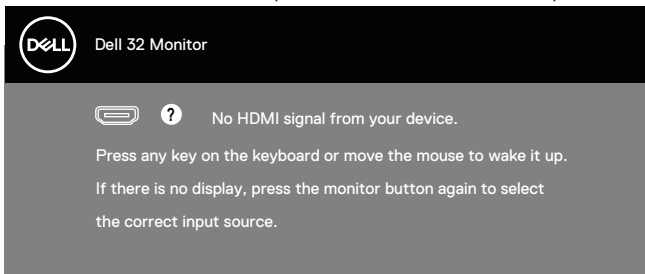 DELL
Dell 32 Monitor
? No HDMI signal from your device.
Press any key on the keyboard or move the mouse to wake it up.
If there is no display, press the monitor button again to select
the correct input source.